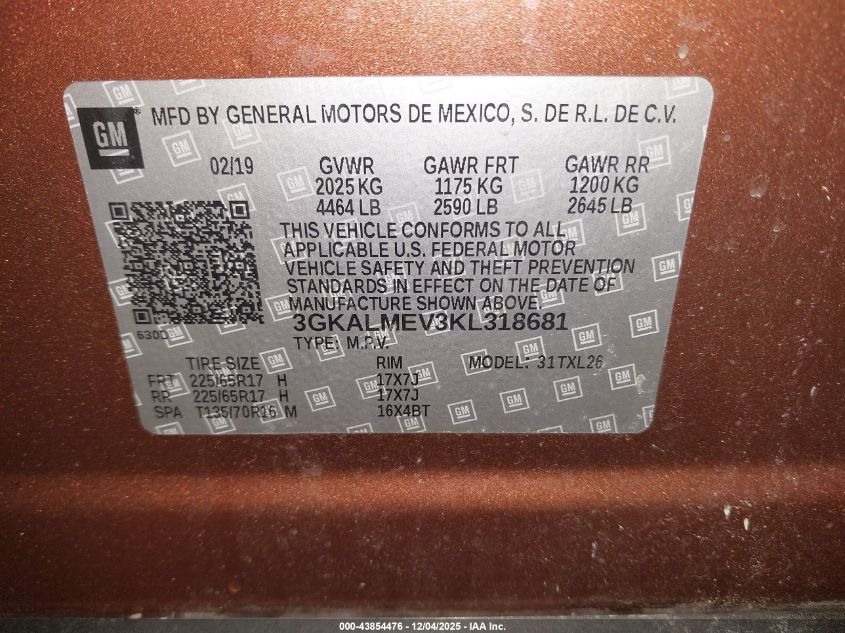 GM ® MFD BY GENERAL MOTORS DE MEXICO, S. DE R.L. DE C.V.
02/19 GVWR GAWR FRT GAWR RR
2025 KG 1175 KG 1200 KG
4464 LB 2590 LB 2645 LB
THIS VEHICLE CONFORMS TO ALL
APPLICABLE U.S. FEDERAL MOTOR
VEHICLE SAFETY AND THEFT PREVENTION
STANDARDS IN EFFECT ON THE DATE OF
MANUFACTURE SHOWN ABOVE.
3GKALMEV3KL318681
TYPE: M.P.V. MODEL: 31TXL26
TIRE SIZE RIM
FRT 225/65R17 H 17X7J
RR 225/65R17 H 17X7J
SPA T135/70R16 M 16X4BT
000-43854476 - 12/04/2025 - IAA Inc.